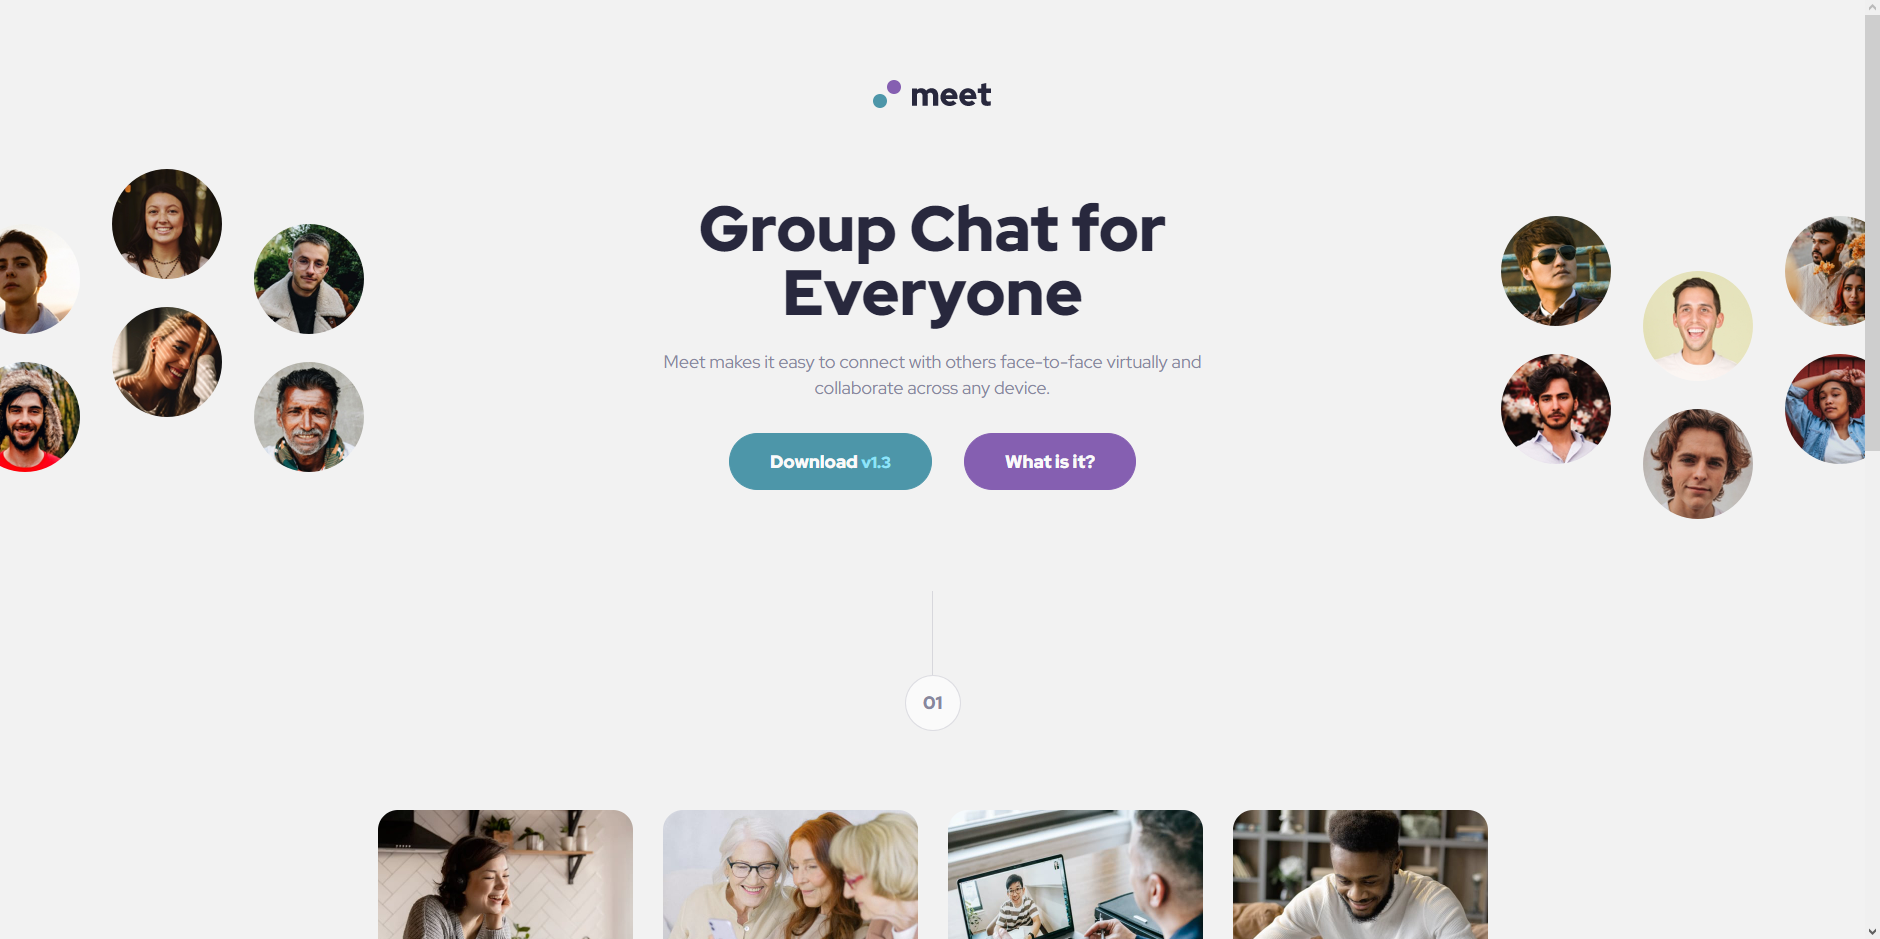 meet
Group Chat for
Everyone
Meet makes it easy to connect with others face-to-face virtually and
collaborate across any device.
Download v1.3
What is it?
01